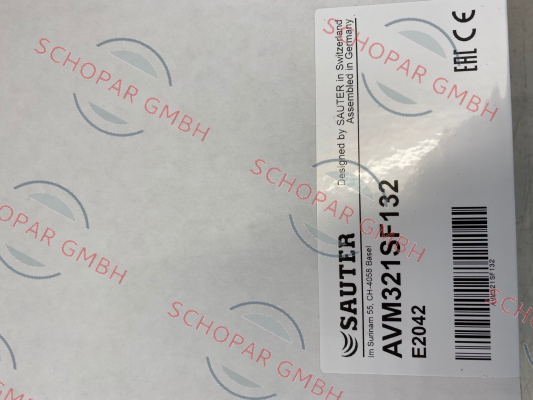 SAUTER
Im Surinam 55, CH-4058 Basel
Designed by SAUTER in Switzerland
Assembled in Germany
AVM321SF132
E2042
AVM321SF132
EAC CE
SCHOPAR GMBH
SCHOPAR GMBH
SCHOPAR GMBH
SCHOPAR GMBH
SCHOPAR GMBH